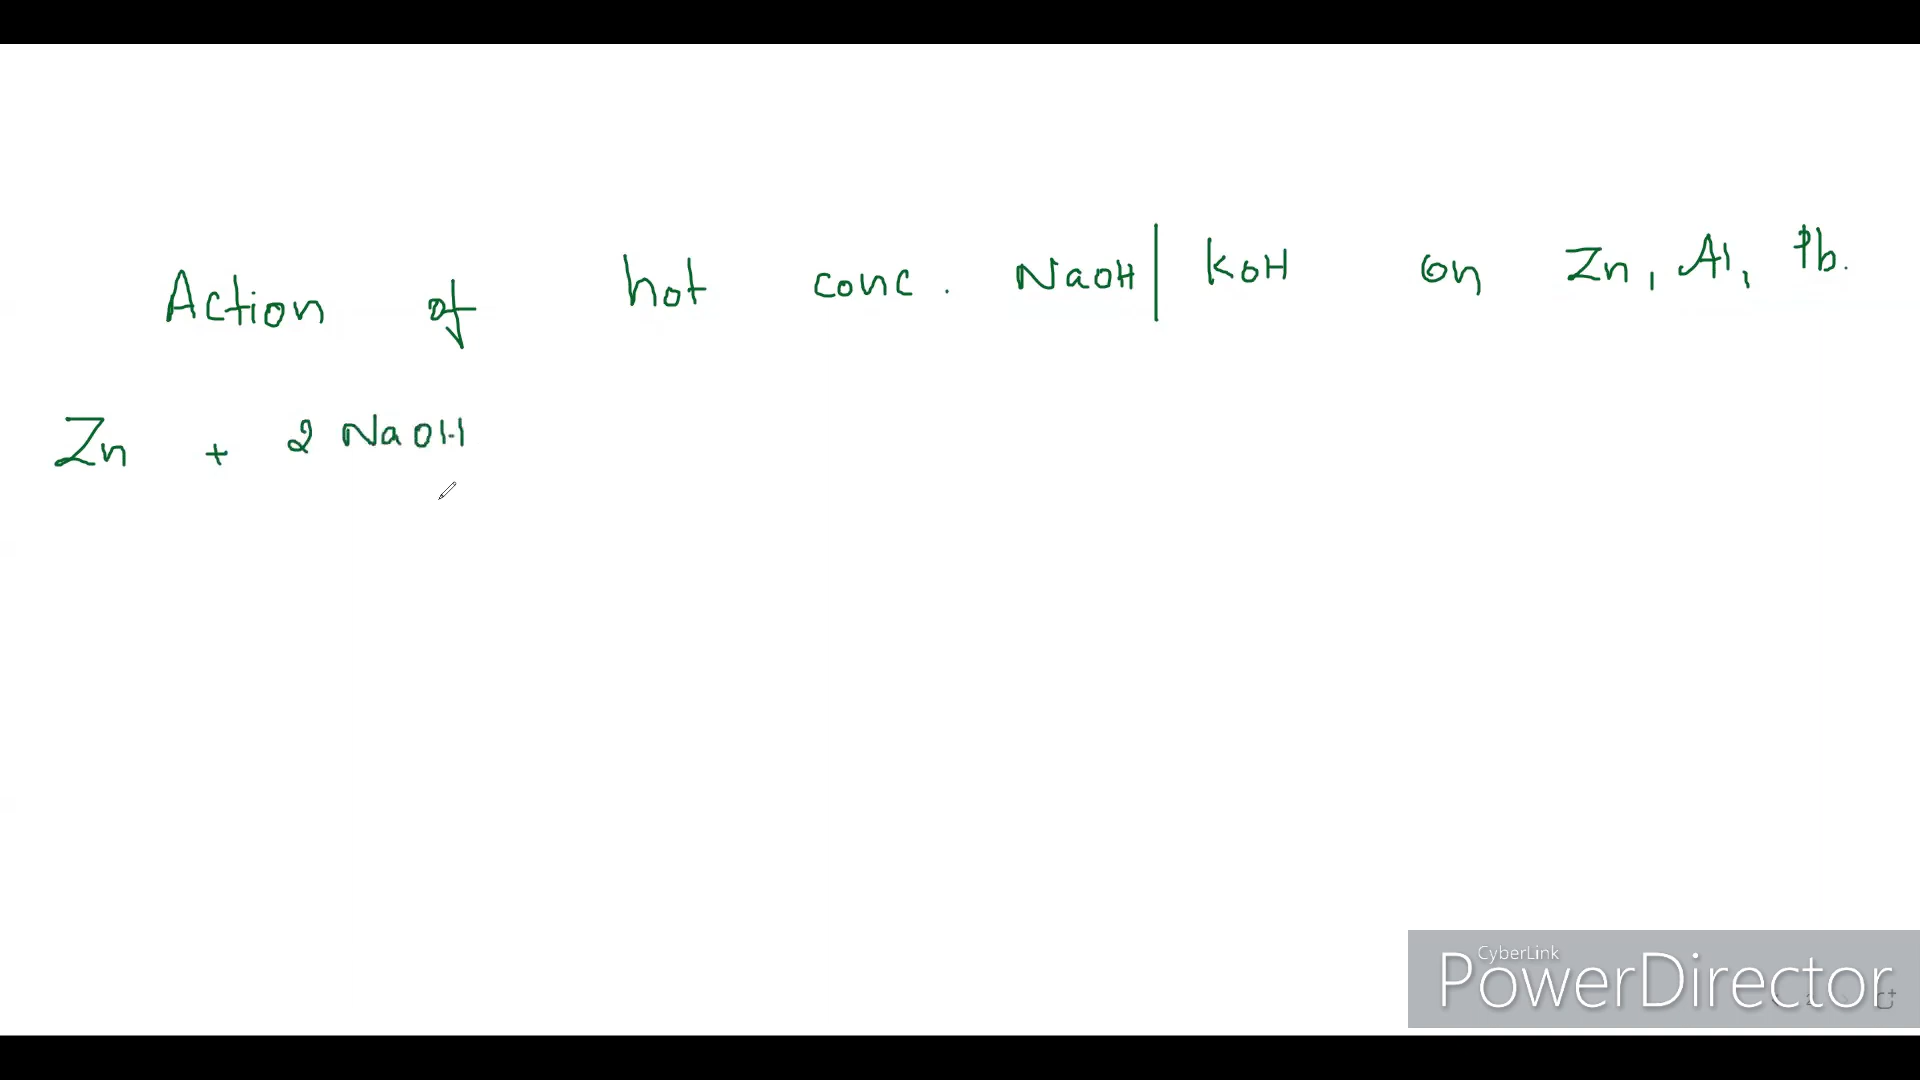 Action of hot conc. NaOH | KOH on Zn, Al, Pb.
Zn + 2 NaOH
CyberLink
PowerDirector